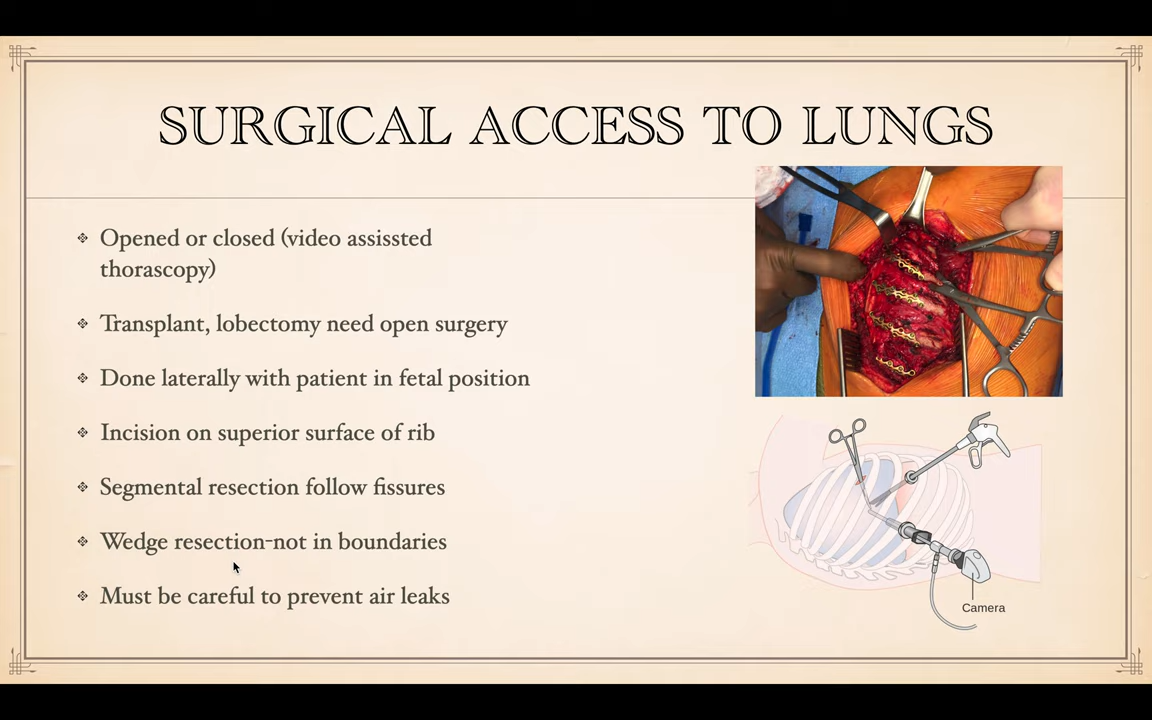 SURGICAL ACCESS TO LUNGS
Opened or closed (video assissted
thorascopy)
Transplant, lobectomy need open surgery
Done laterally with patient in fetal position
Incision on superior surface of rib
Segmental resection follow fissures
Wedge resection-not in boundaries
Must be careful to prevent air leaks
Camera